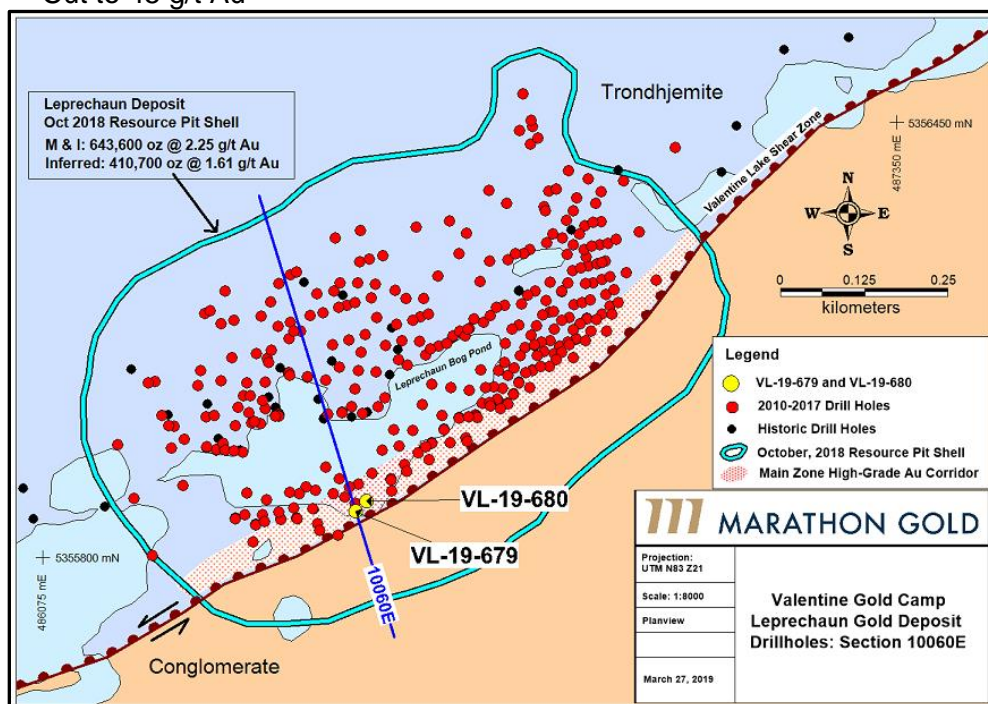 Cut to 45 g/t Au
Leprechaun Deposit
Oct 2018 Resource Pit Shell
M & I: 643,600 oz @ 2.25 g/t Au
Inferred: 410,700 oz @ 1.61 g/t Au
Trondhjemite
Valentine Lake Shear Zone
5356450 mN
487350 mE
N
W
E
S
0
0.125
0.25
kilometers
Leprechaun Bog Pond
Legend
VL-19-679 and VL-19-680
2010-2017 Drill Holes
Historic Drill Holes
October, 2018 Resource Pit Shell
Main Zone High-Grade Au Corridor
VL-19-680
VL-19-679
10060E
5355800 mN
486075 mE
Conglomerate
MARATHON GOLD
Projection:
UTM N83 Z21
Scale: 1:8000
Planview
March 27, 2019
Valentine Gold Camp
Leprechaun Gold Deposit
Drillholes: Section 10060E